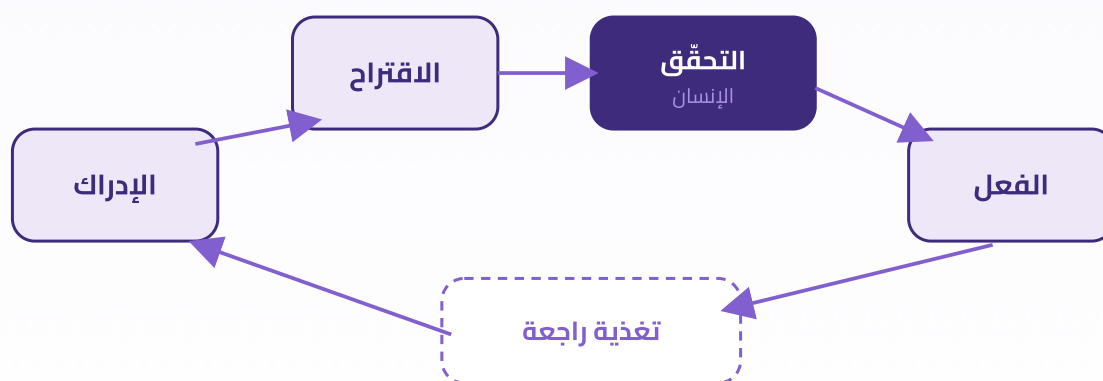 الإدراك
الاقتراح
التحقّق
الإنسان
الفعل
تغذية راجعة